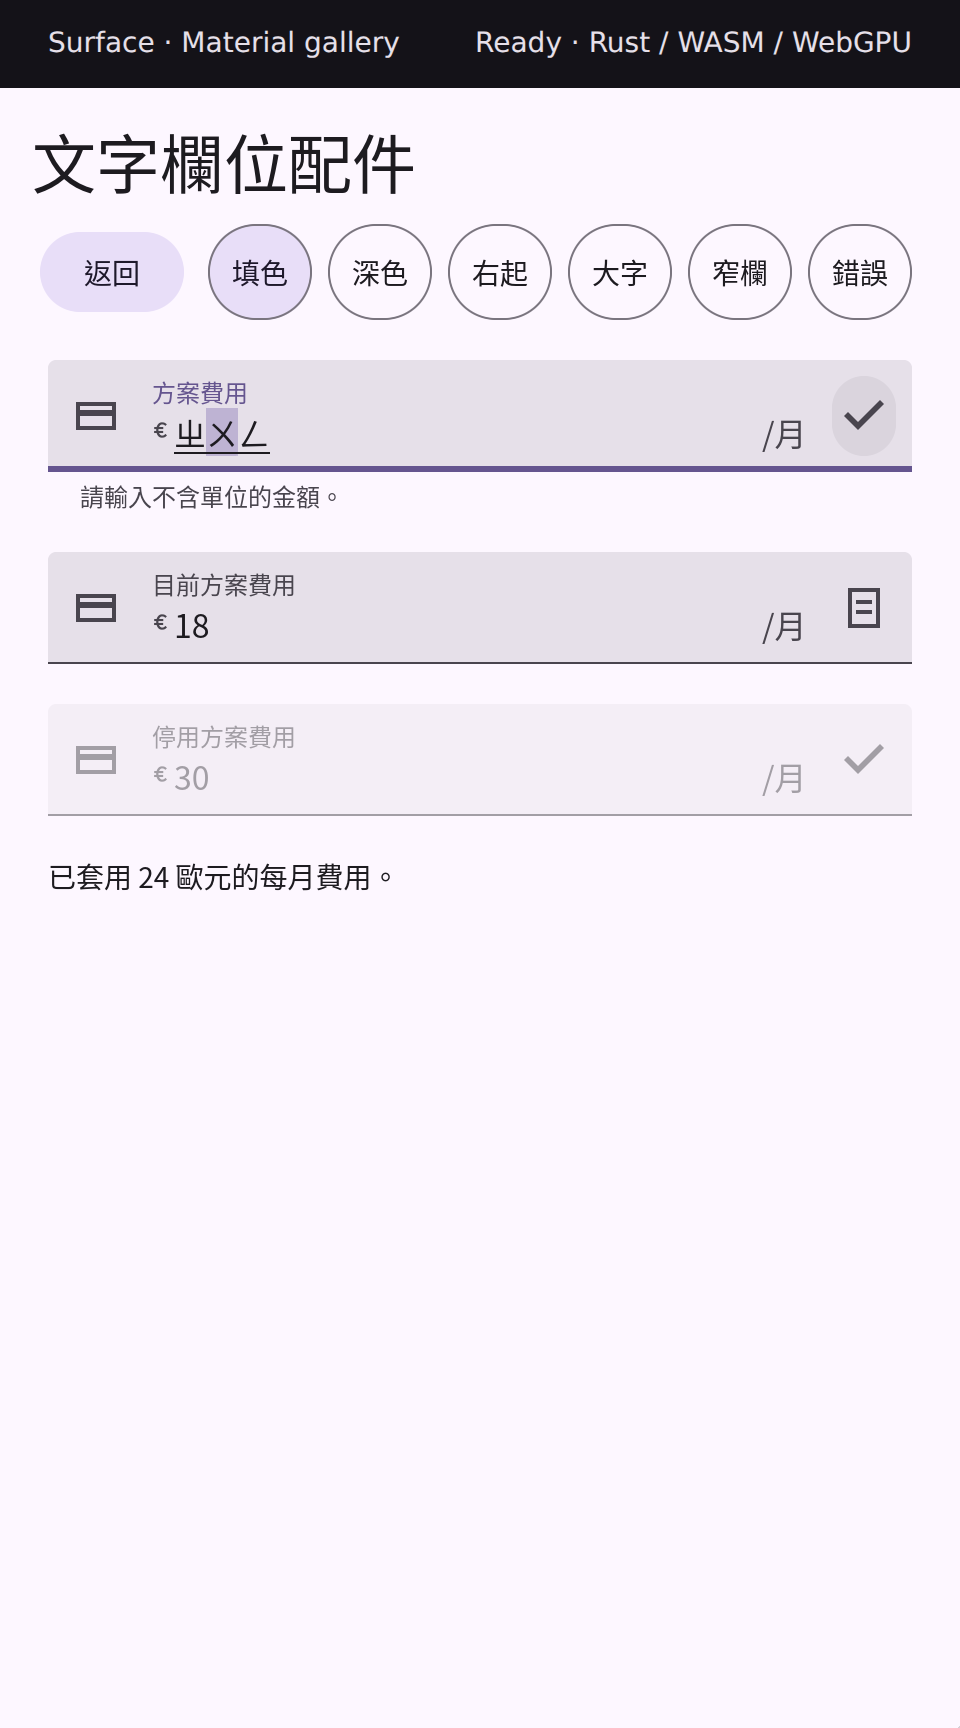 Surface · Material gallery
Ready · Rust / WASM / WebGPU
文字欄位配件
返回
填色
深色
右起
大字
窄欄
錯誤
方案費用
€ ㄓㄨㄥ /月
請輸入不含單位的金額。
目前方案費用
€ 18 /月
停用方案費用
€ 30 /月
已套用 24 歐元的每月費用。